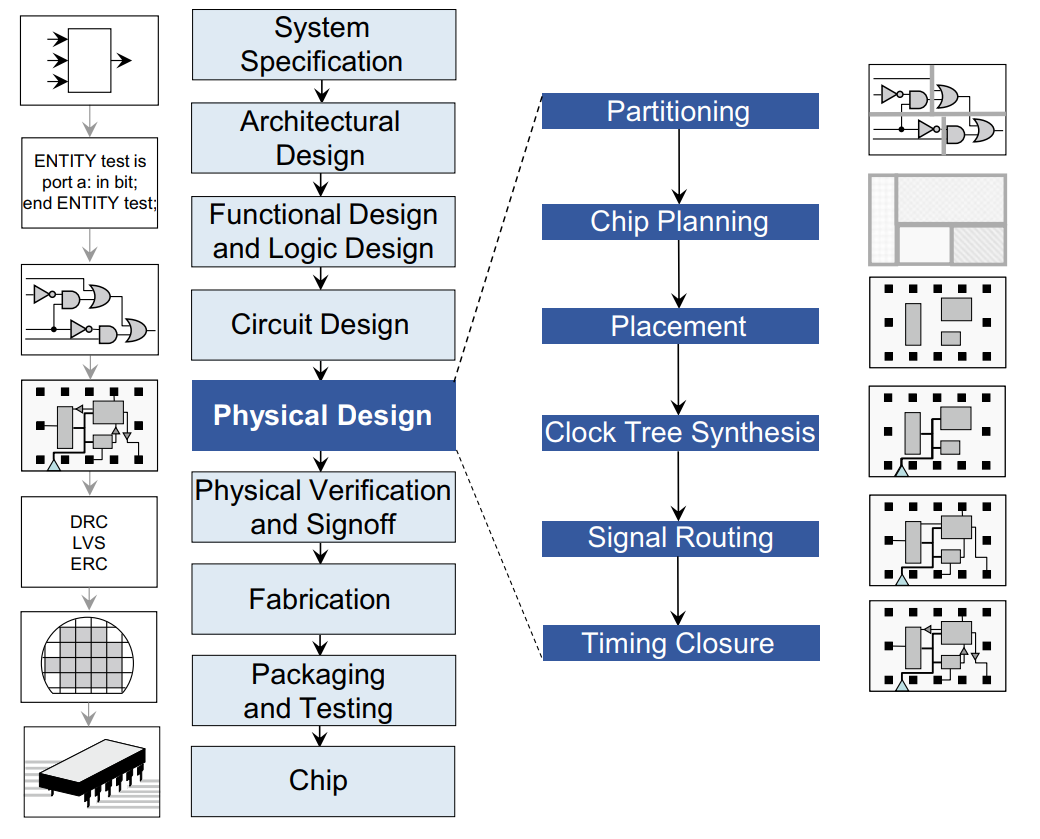 System
Specification
Architectural
Design
ENTITY test is
port a: in bit;
end ENTITY test;
Functional Design
and Logic Design
Circuit Design
Physical Design
Physical Verification
and Signoff
DRC
LVS
ERC
Fabrication
Packaging
and Testing
Chip
Partitioning
Chip Planning
Placement
Clock Tree Synthesis
Signal Routing
Timing Closure